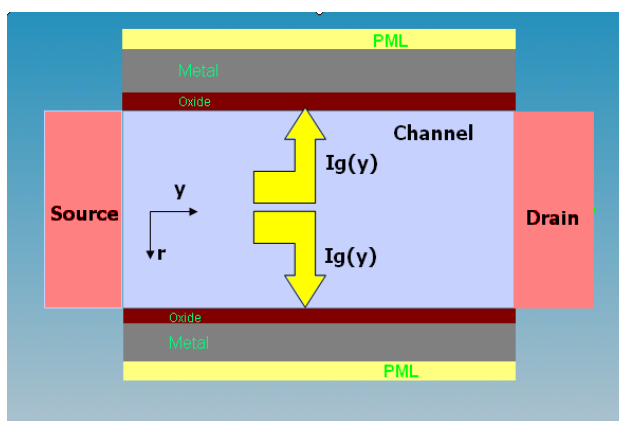 PML
Metal
Oxide
Channel
Ig(y)
y
Source
Drain
r
Ig(y)
Oxide
Metal
PML